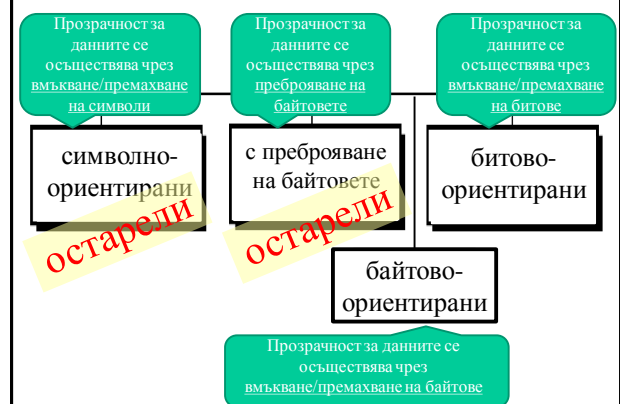 Прозрачност за
данните се
осъществява чрез
вмъкване/премахване
на символи
Прозрачност за
данните се
осъществява чрез
преброяване на
байтовете
Прозрачност за
данните се
осъществява чрез
вмъкване/премахване
на битове
символно-
ориентирани
остарели
с преброяване
на байтовете
остарели
битово-
ориентирани
байтово-
ориентирани
Прозрачност за данните се
осъществява чрез
вмъкване/премахване на байтове